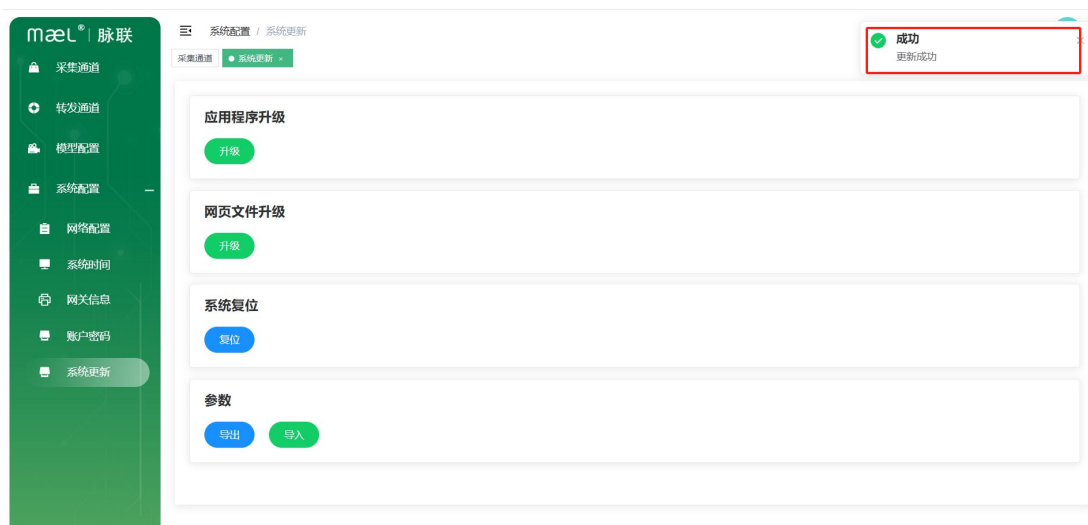 mæL®|脉联
采集通道
转发通道
模型配置
系统配置
网络配置
系统时间
网关信息
账户密码
系统更新
系统配置 / 系统更新
采集通道 系统更新 ×
成功 ×
更新成功
应用程序升级
升级
网页文件升级
升级
系统复位
复位
参数
导出 导入